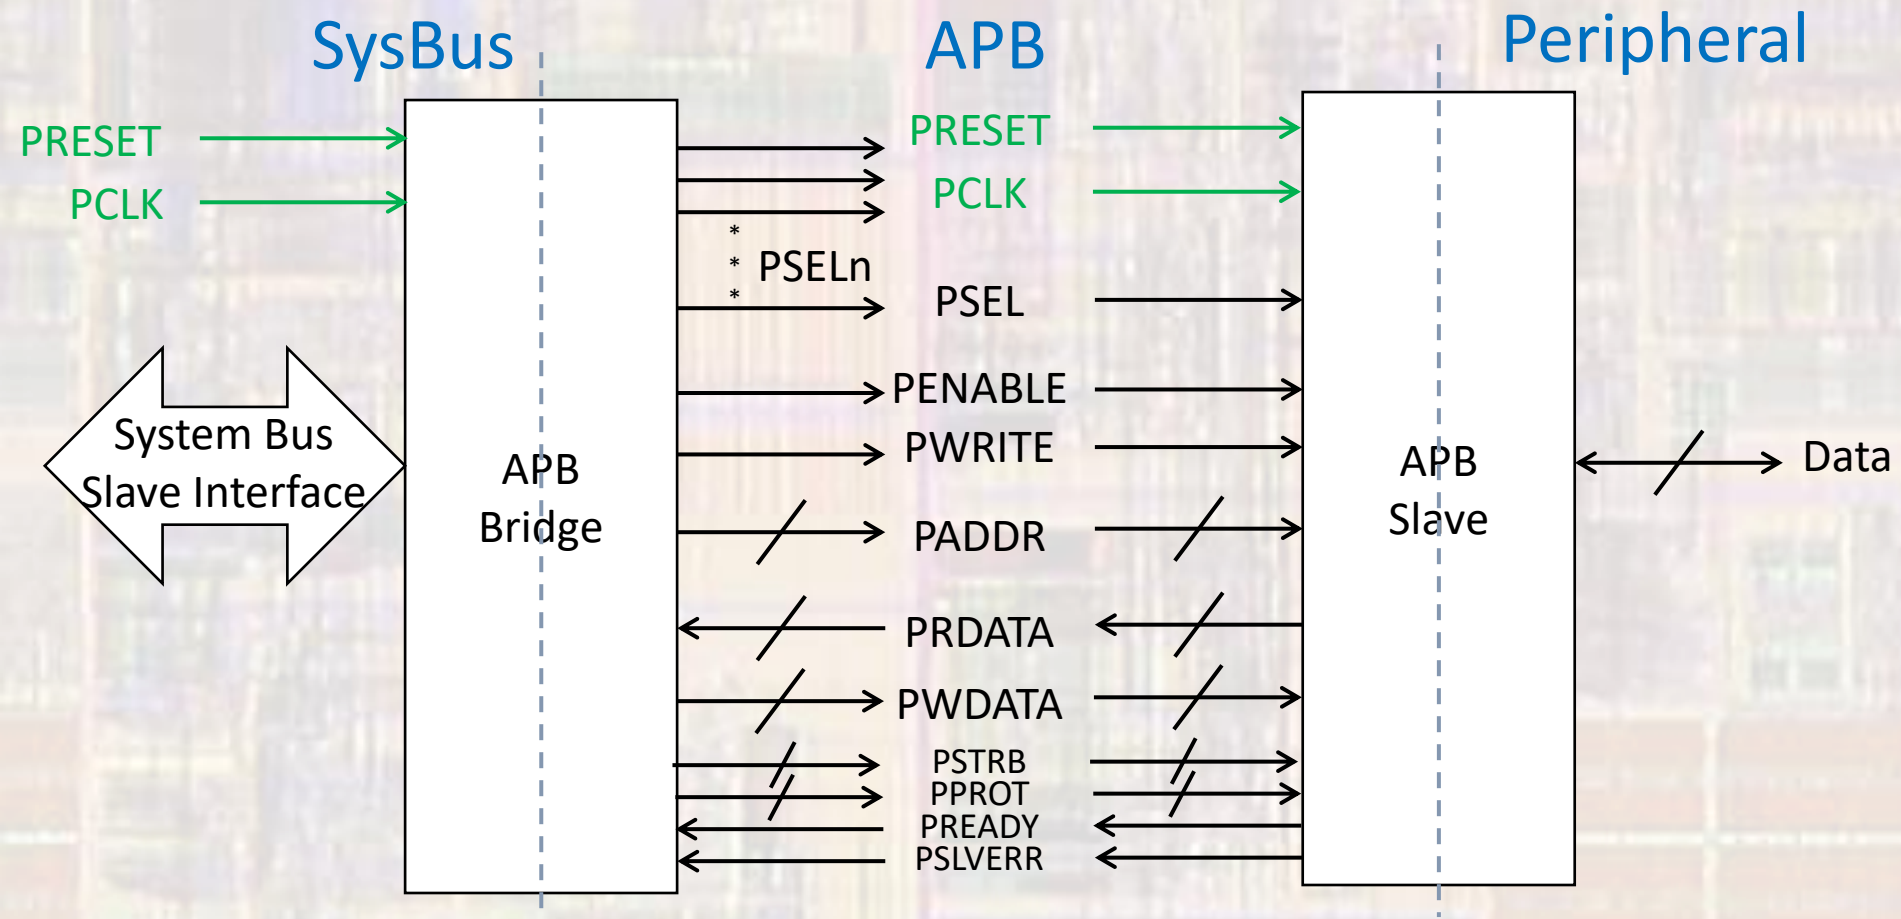 SysBus
APB
Peripheral
PRESET
PCLK
System Bus
Slave Interface
APB
Bridge
*
* PSELn
*
PRESET
PCLK
PSEL
PENABLE
PWRITE
PADDR
PRDATA
PWDATA
PSTRB
PPROT
PREADY
PSLVERR
APB
Slave
Data